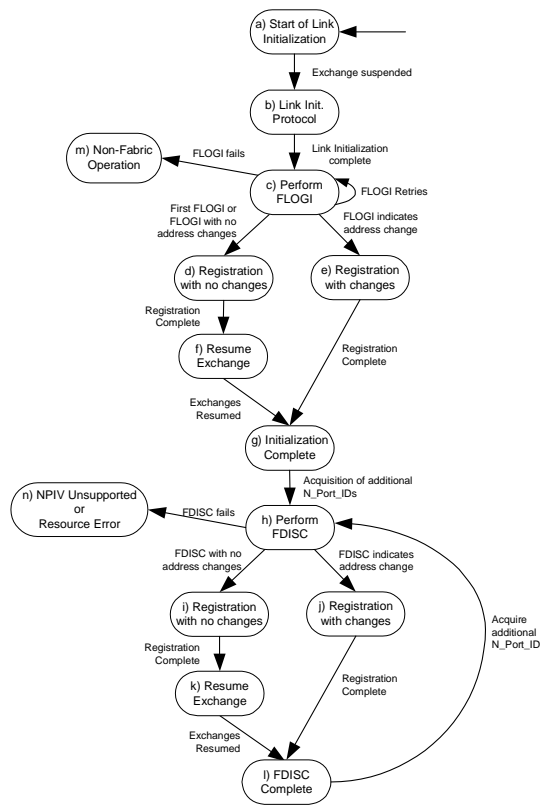 a) Start of Link
Initialization
Exchange suspended
b) Link Init.
Protocol
Link Initialization
complete
m) Non-Fabric
Operation
FLOGI fails
c) Perform
FLOGI
FLOGI Retries
First FLOGI or
FLOGI with no
address changes
FLOGI indicates
address change
d) Registration
with no changes
e) Registration
with changes
Registration
Complete
f) Resume
Exchange
Registration
Complete
Exchanges
Resumed
g) Initialization
Complete
Acquisition of additional
N_Port_IDs
n) NPIV Unsupported
or
Resource Error
FDISC fails
h) Perform
FDISC
FDISC with no
address changes
FDISC indicates
address change
i) Registration
with no changes
j) Registration
with changes
Acquire
additional
N_Port_ID
Registration
Complete
k) Resume
Exchange
Registration
Complete
Exchanges
Resumed
l) FDISC
Complete